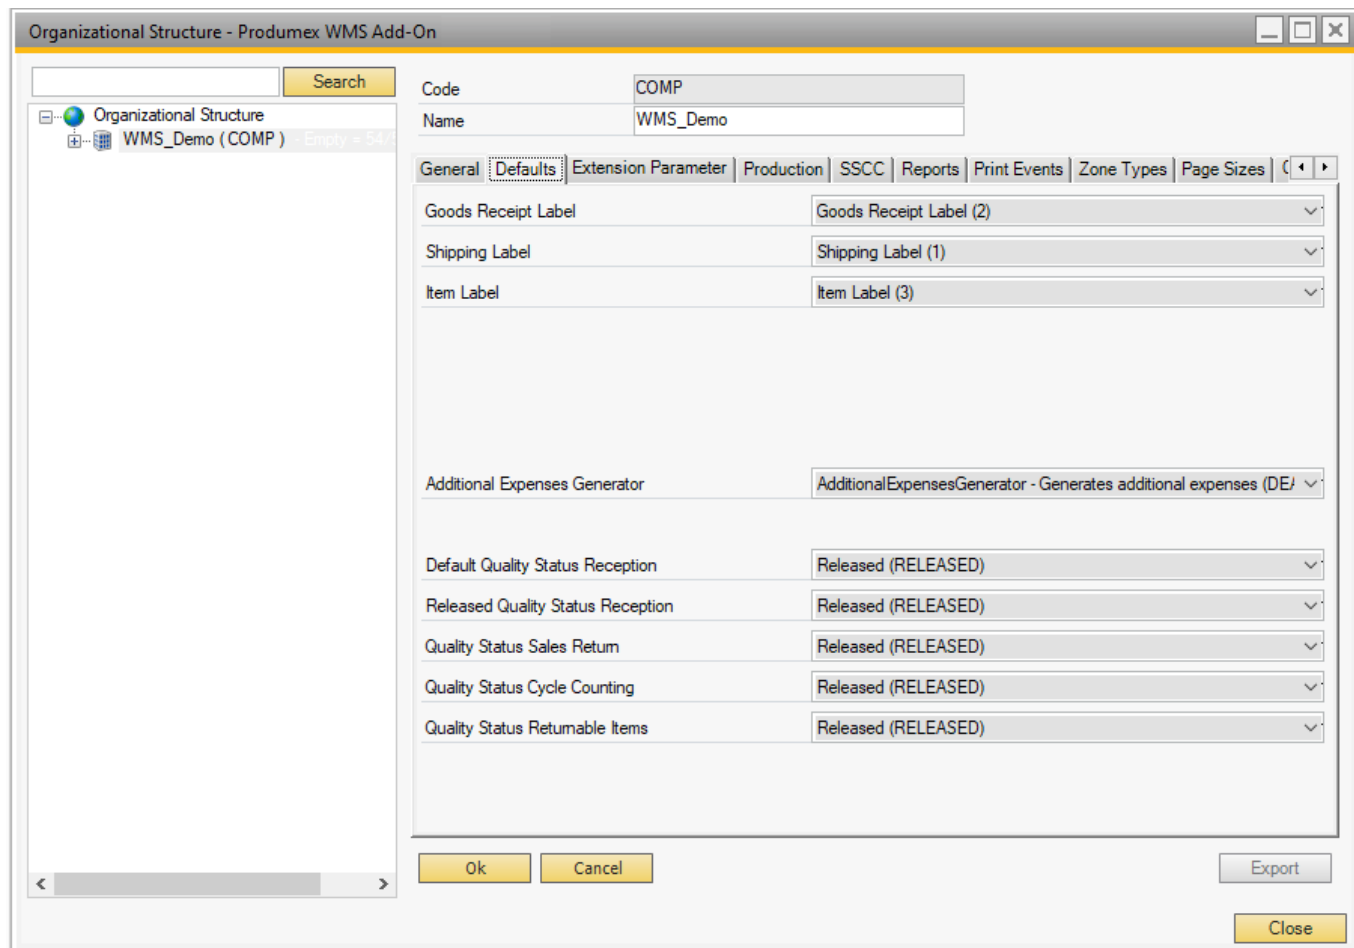 Organizational Structure - Produmex WMS Add-On
Search
Organizational Structure
WMS_Demo ( COMP ) - Empty = 54/
Code COMP
Name WMS_Demo
General Defaults Extension Parameter Production SSCC Reports Print Events Zone Types Page Sizes
Goods Receipt Label Goods Receipt Label (2)
Shipping Label Shipping Label (1)
Item Label Item Label (3)
Additional Expenses Generator AdditionalExpensesGenerator - Generates additional expenses (DEA
Default Quality Status Reception Released (RELEASED)
Released Quality Status Reception Released (RELEASED)
Quality Status Sales Return Released (RELEASED)
Quality Status Cycle Counting Released (RELEASED)
Quality Status Returnable Items Released (RELEASED)
Ok Cancel Export
Close